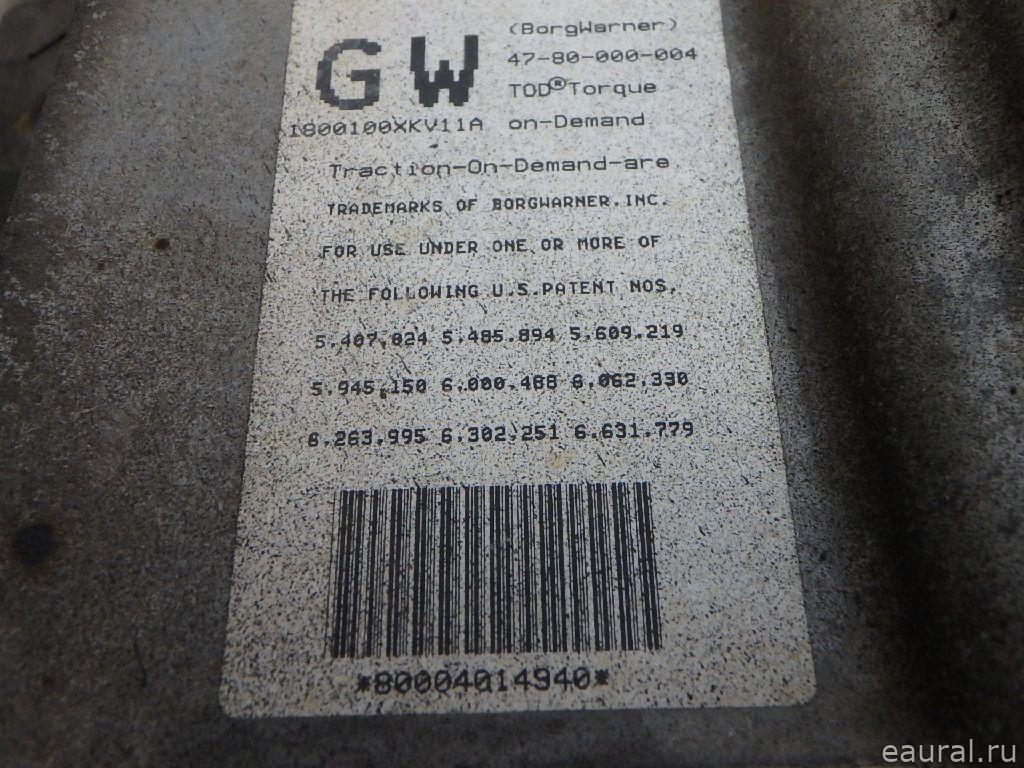 GW
(BorgWarner)
47-80-000-004
TOD®Torque
1800100XKV11A on-Demand
Traction-On-Demand-are
TRADEMARKS OF BORGWARNER.INC.
FOR USE UNDER ONE OR MORE OF
THE FOLLOWING U.S.PATENT NOS.
5.407.024 5.485.894 5.609.219
5.945.150 6.000.488 6.062.330
6.263.995 6.302.251 6.631.779
*80004014940*
eaural.ru